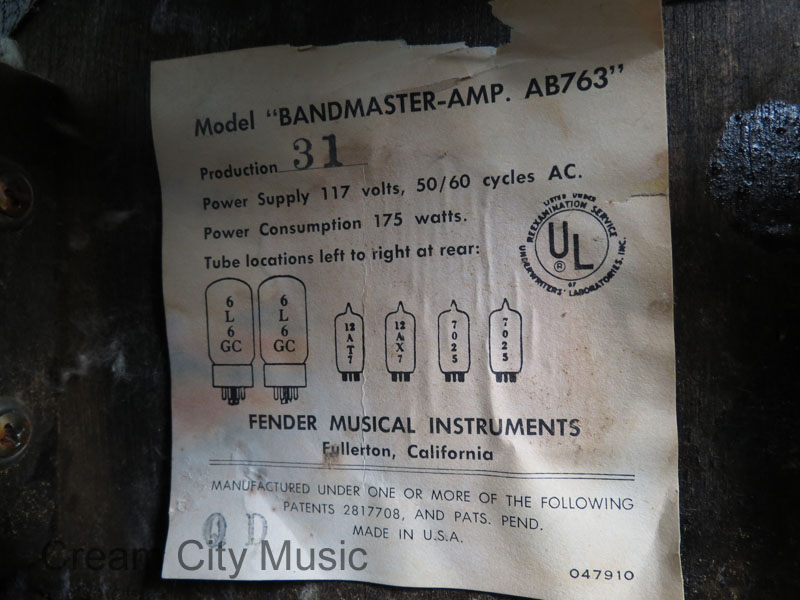 Model "BANDMASTER-AMP. AB763"
Production 31
Power Supply 117 volts, 50/60 cycles AC.
Power Consumption 175 watts.
Tube locations left to right at rear:
LISTED UNDER
REEXAMINATION SERVICE
UL
®
OF
UNDERWRITERS' LABORATORIES, INC.
6L6GC 6L6GC 12AT7 12AX7 7025 7025
FENDER MUSICAL INSTRUMENTS
Fullerton, California
MANUFACTURED UNDER ONE OR MORE OF THE FOLLOWING
PATENTS 2817708, AND PATS. PEND.
MADE IN U.S.A.
D
Cream City Music
047910